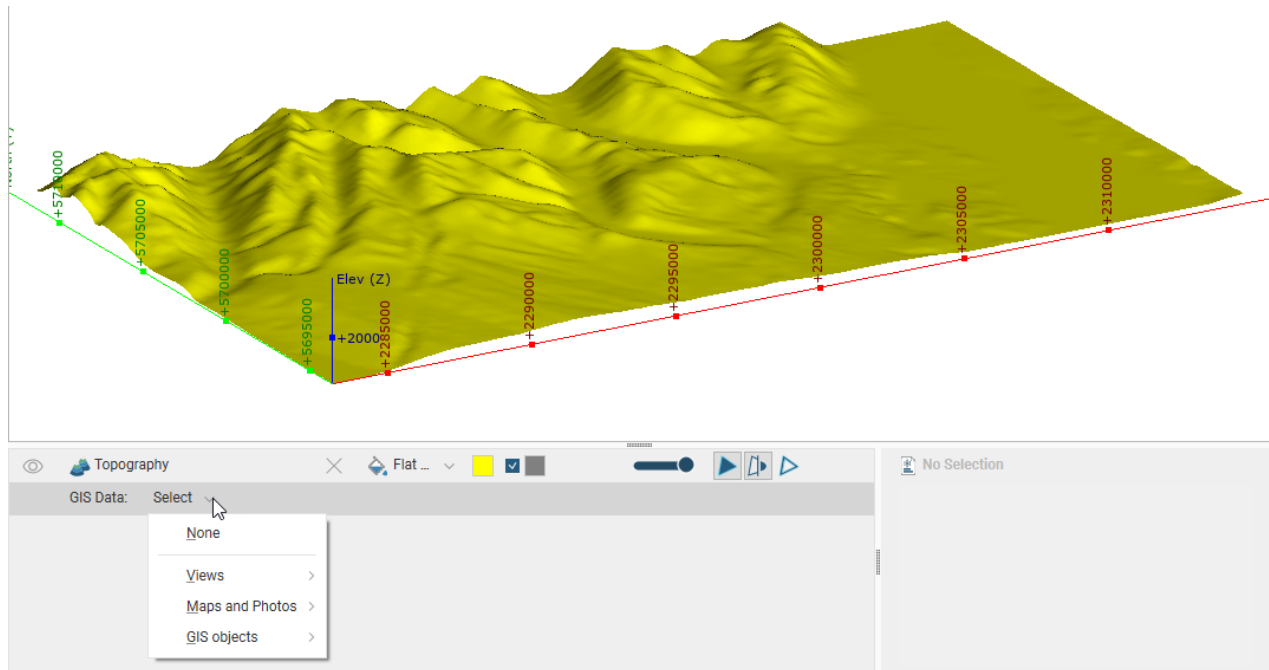 North (Y)
+5710000
+5705000
+5700000
+5695000
Elev (Z)
+2000
+2285000
+2290000
+2295000
+2300000
+2305000
+2310000
Topography
Flat ...
No Selection
GIS Data: Select
None
Views
Maps and Photos
GIS objects